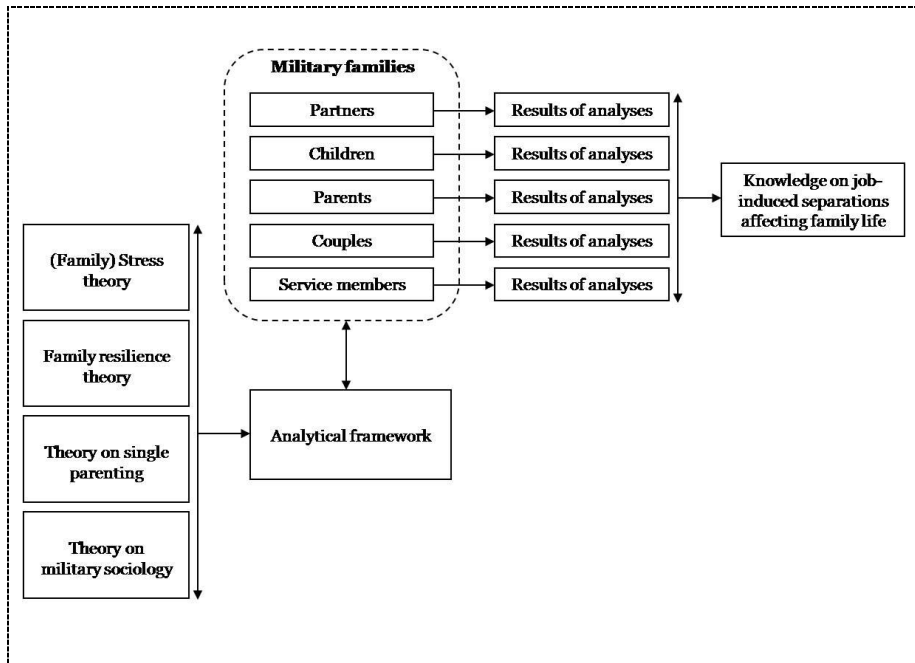 Military families
Partners
Results of analyses
Children
Results of analyses
Parents
Results of analyses
Couples
Results of analyses
Service members
Results of analyses
Knowledge on job-
induced separations
affecting family life
(Family) Stress
theory
Family resilience
theory
Theory on single
parenting
Theory on
military sociology
Analytical framework